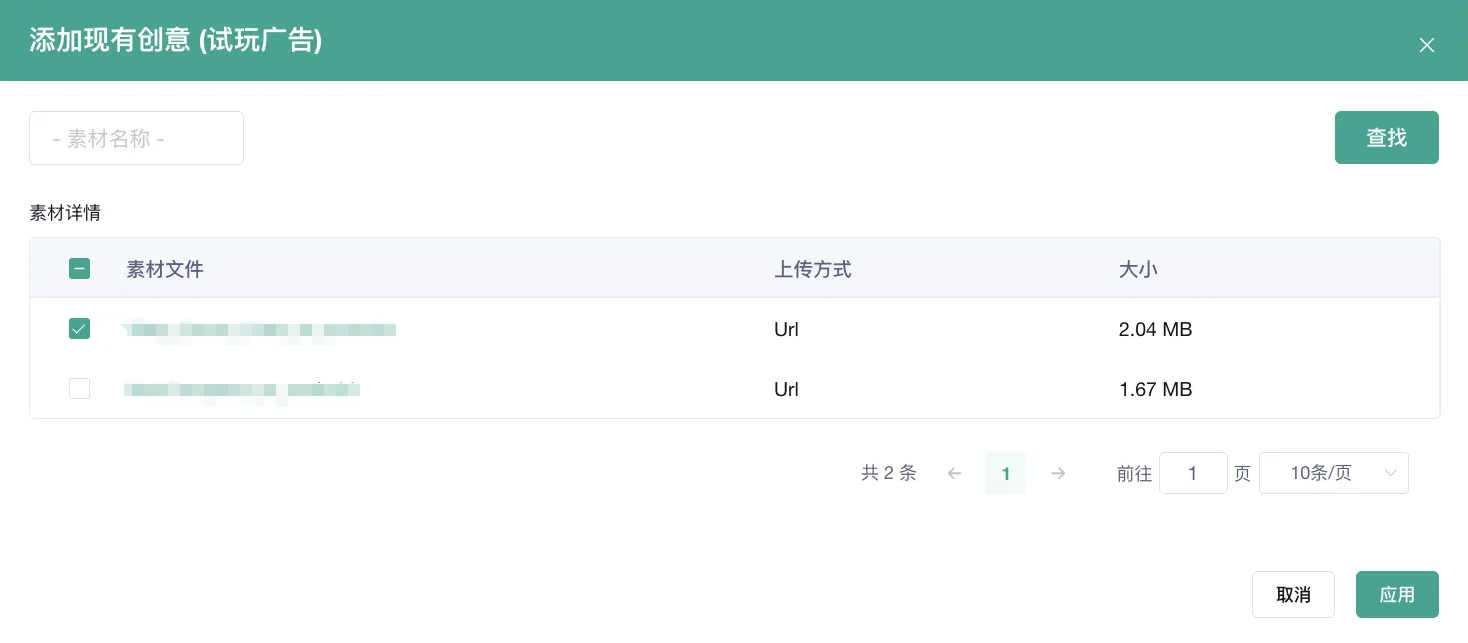 添加现有创意 (试玩广告)
- 素材名称 -
查找
素材详情
素材文件 上传方式 大小
Url 2.04 MB
Url 1.67 MB
共 2 条 1 前往 1 页 10条/页
取消 应用